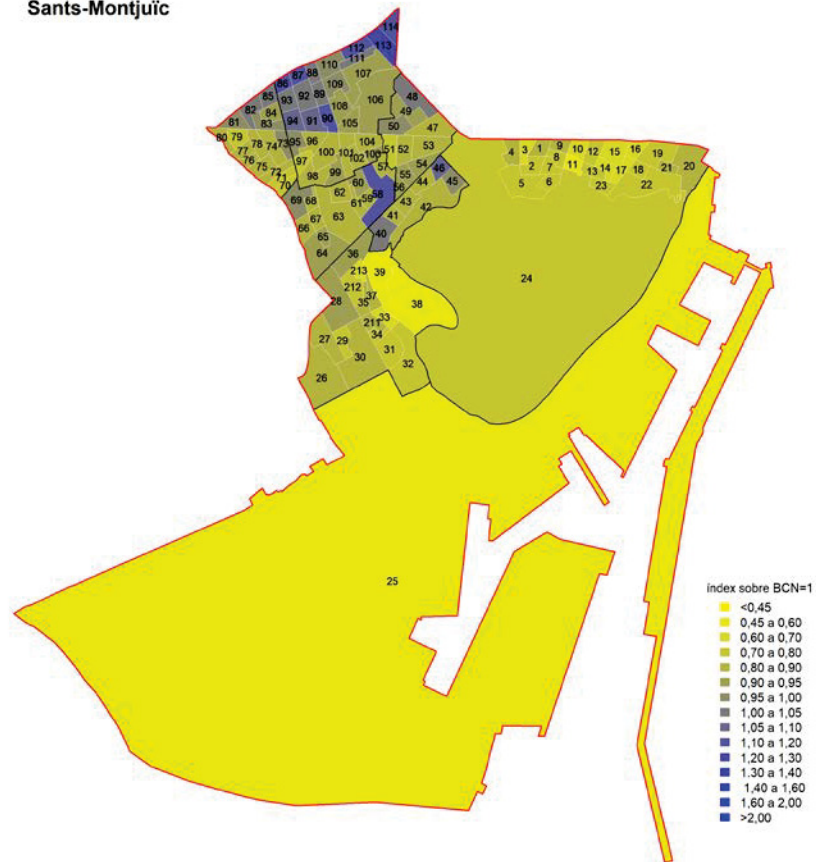 Sants-Montjuïc
114
112 113
111
110
87 88 107
86 109
85 93 92 89 106 48
82 84 108 49
81 83 94 91 90 105 50 47
80 79 73 95 96 104 53
78 74 100 101 103 51 52
77 102
76 97 54
75 72 98 99 57 55 46
71 60 56 44 45
70 62 58
69 68 61 59 43 42
67 63 41
66 65 40
64 36
4 3 1 9 10 12 15 16 19
8
2 7 11 13 14 17 18 21 20
5 6 23 22
24
213 39
212
28 35 37 38
33
211
27 29 34
30 31
32
26
25
índex sobre BCN=1
<0,45
0,45 a 0,60
0,60 a 0,70
0,70 a 0,80
0,80 a 0,90
0,90 a 0,95
0,95 a 1,00
1,00 a 1,05
1,05 a 1,10
1,10 a 1,20
1,20 a 1,30
1.30 a 1,40
1,40 a 1,60
1,60 a 2,00
>2,00